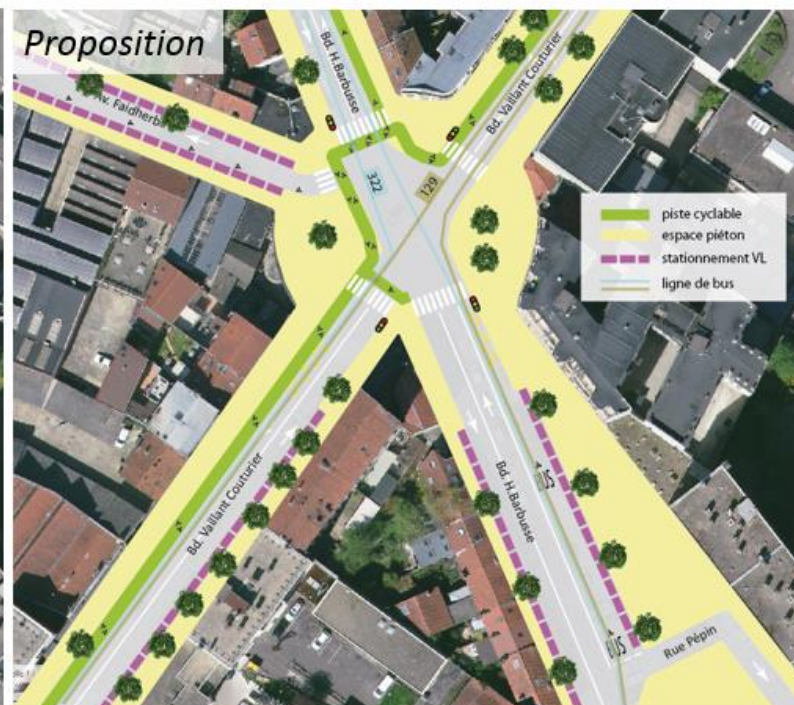 Proposition
Bd. H.Barbusse
Bd. Vaillant Couturier
Av. Faidherbe
322
129
piste cyclable
espace piéton
stationnement VL
ligne de bus
Bd. Vaillant Couturier
Bd. H.Barbusse
BUS
BUS
Rue Pépin